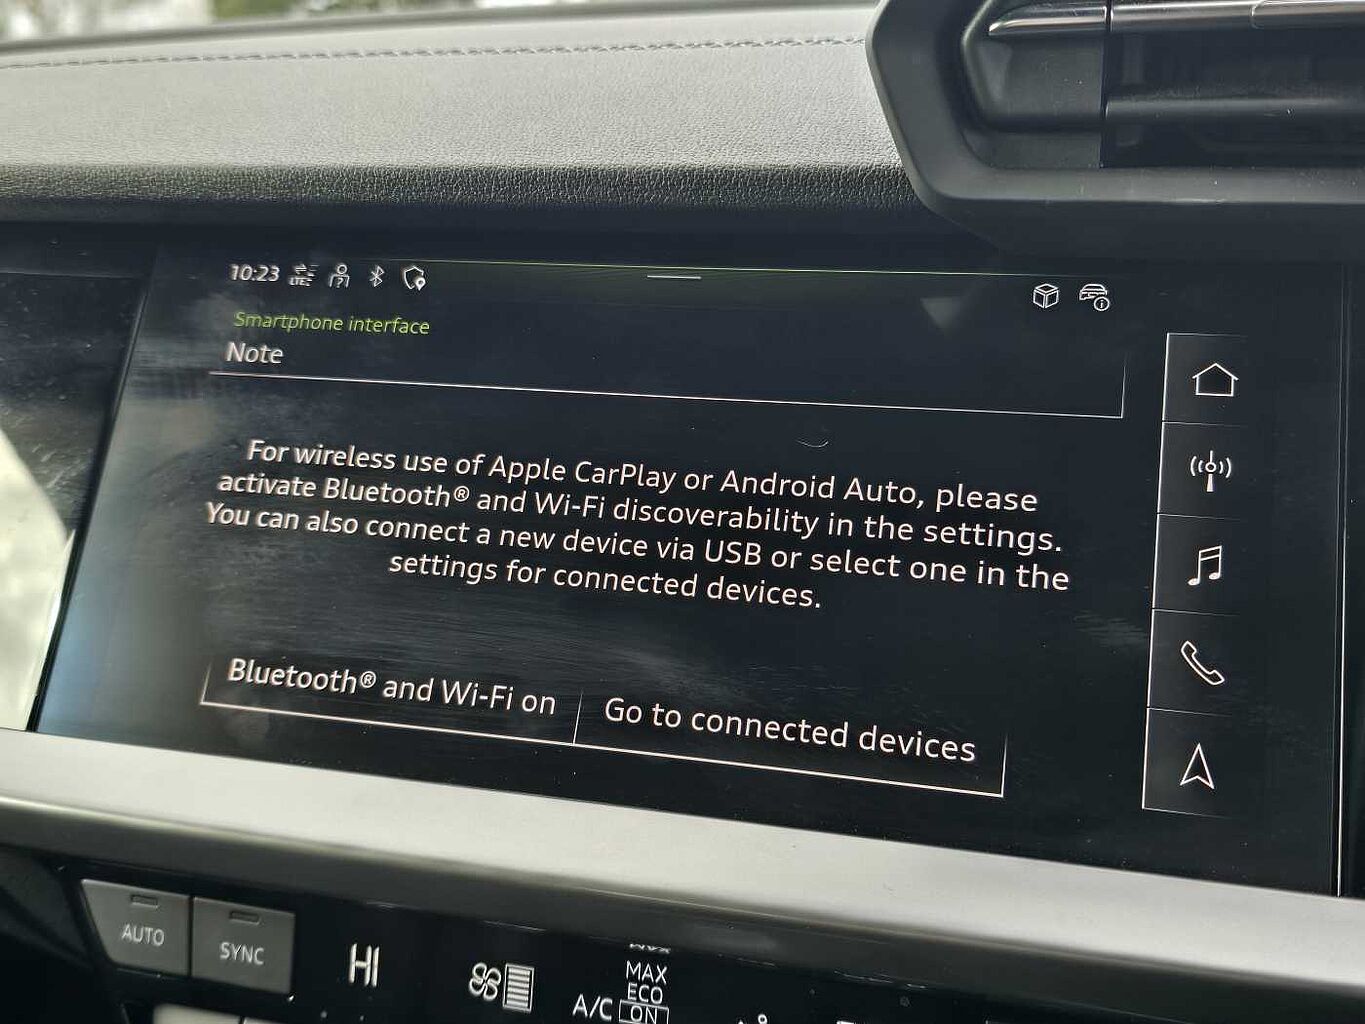 10:23 LTE
Smartphone interface
Note
For wireless use of Apple CarPlay or Android Auto, please
activate Bluetooth® and Wi-Fi discoverability in the settings.
You can also connect a new device via USB or select one in the
settings for connected devices.
Bluetooth® and Wi-Fi on
Go to connected devices
AUTO
SYNC
HI
A/C
MAX
ECO
ON